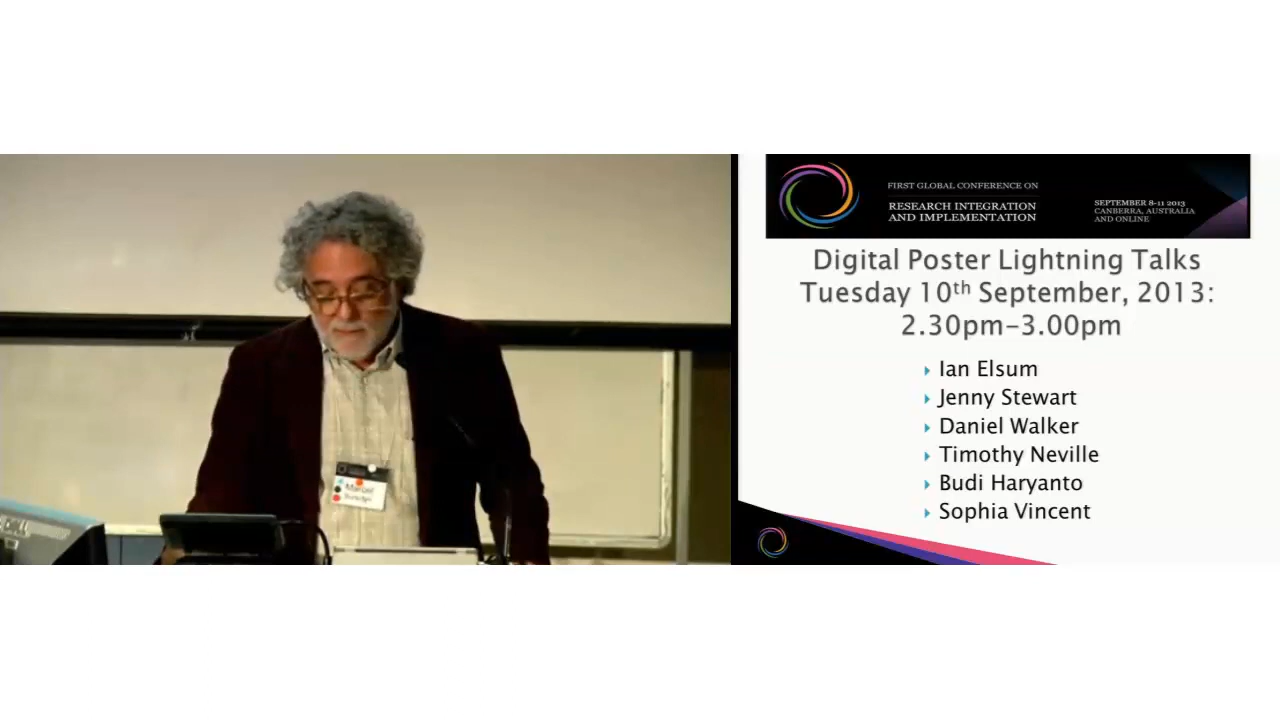 FIRST GLOBAL CONFERENCE ON
RESEARCH INTEGRATION
AND IMPLEMENTATION
SEPTEMBER 8-11 2013
CANBERRA, AUSTRALIA
AND ONLINE
Digital Poster Lightning Talks
Tuesday 10th September, 2013:
2.30pm-3.00pm
Ian Elsum
Jenny Stewart
Daniel Walker
Timothy Neville
Budi Haryanto
Sophia Vincent